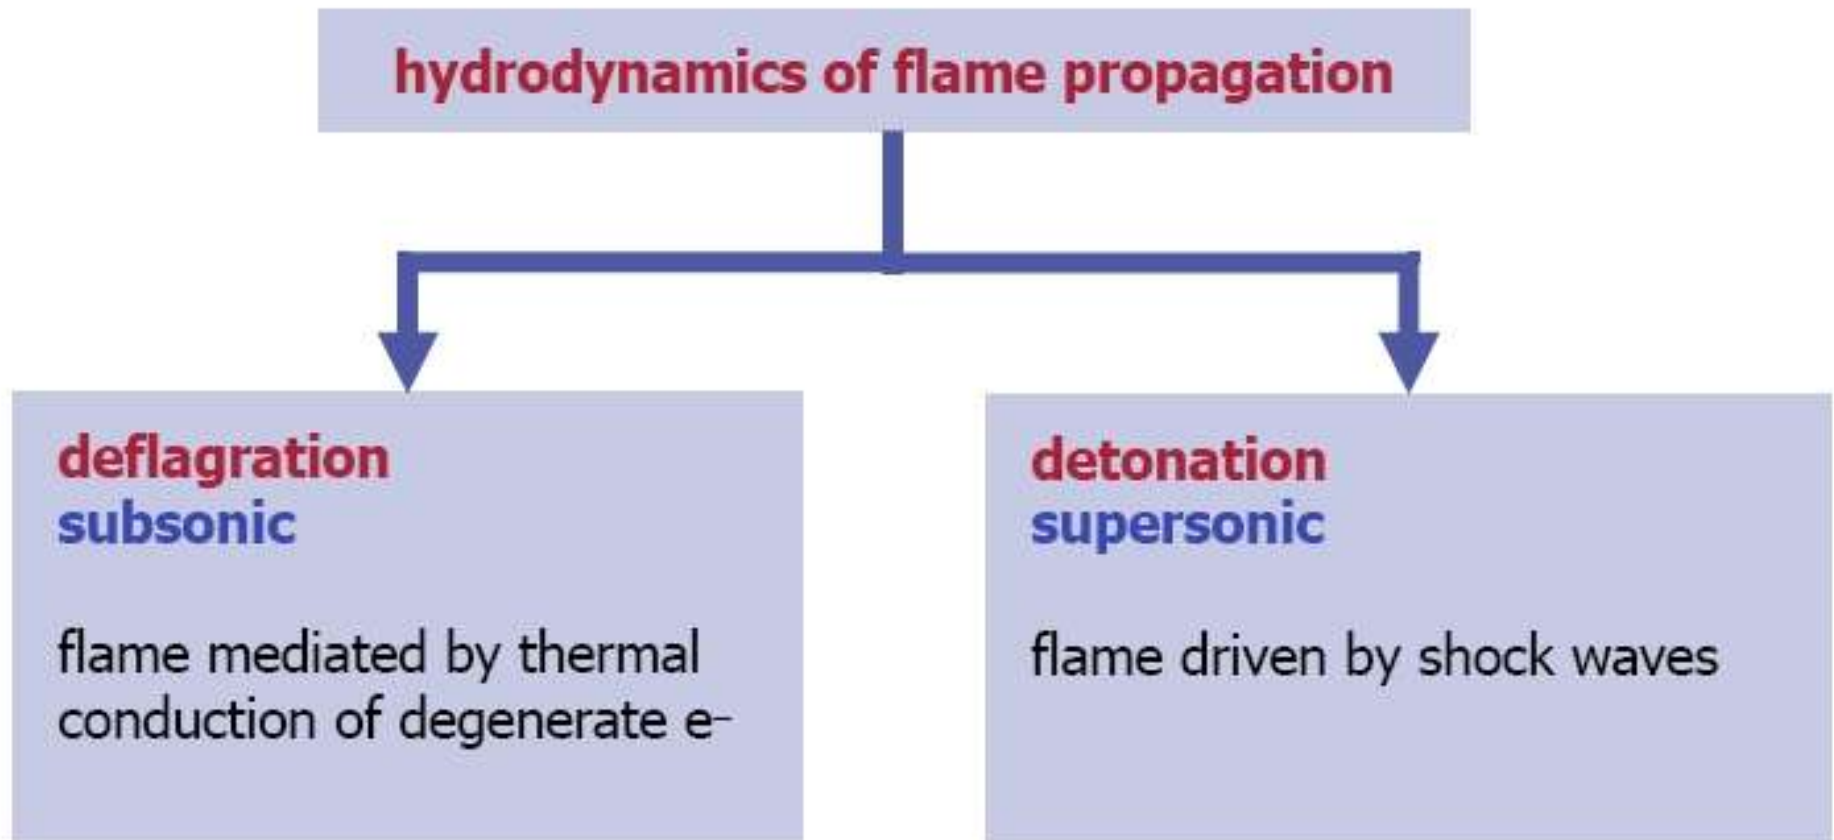 hydrodynamics of flame propagation
deflagration
subsonic
flame mediated by thermal
conduction of degenerate e-
detonation
supersonic
flame driven by shock waves